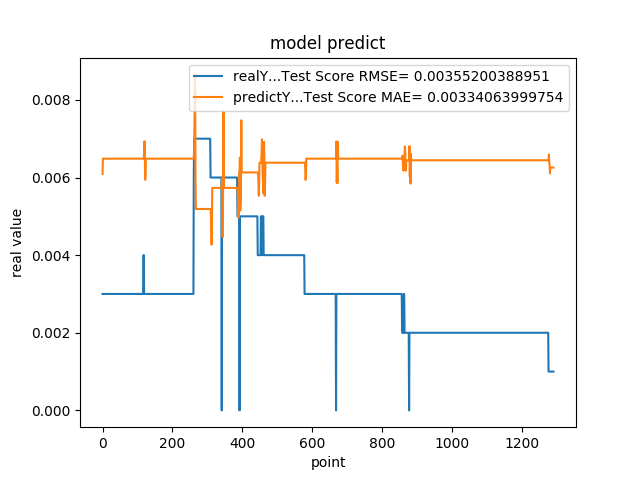 model predict
realY...Test Score RMSE= 0.00355200388951
predictY...Test Score MAE= 0.00334063999754
real value
0.008
0.006
0.004
0.002
0.000
0 200 400 600 800 1000 1200
point